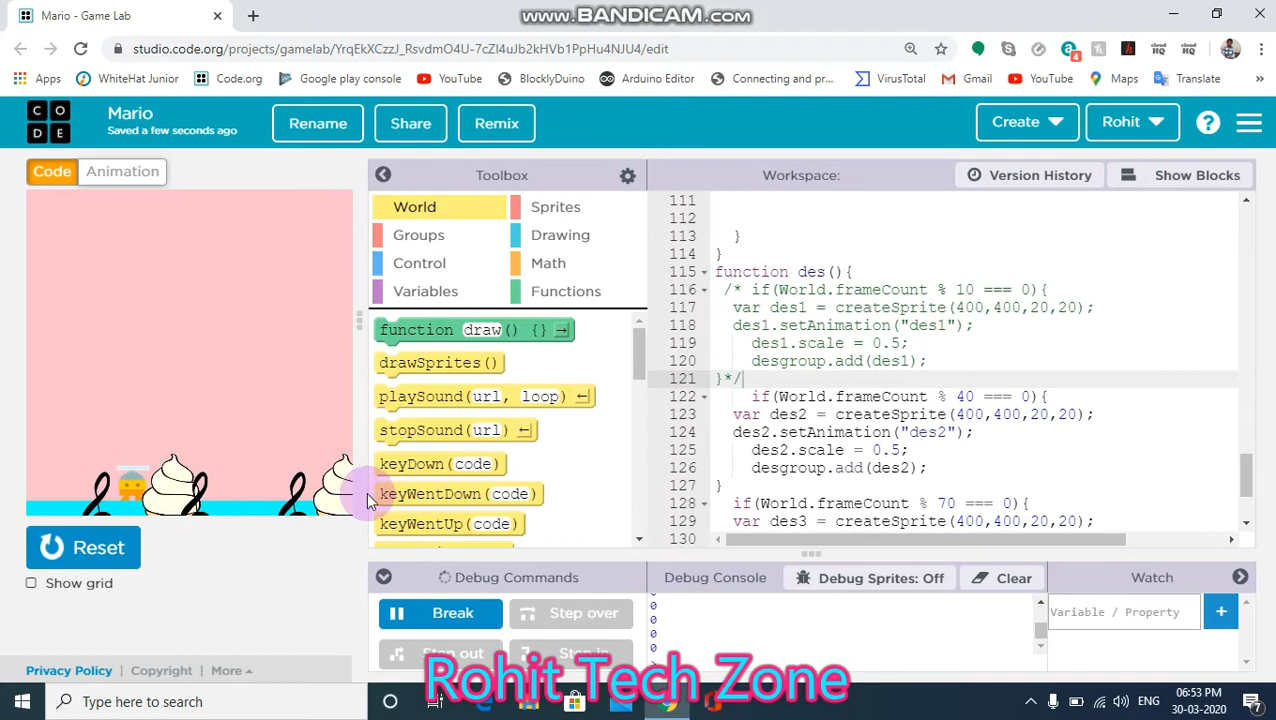 Mario - Game Lab
www.BANDICAM.com
studio.code.org/projects/gamelab/YrqEkXCzzJ_RsvdmO4U-7cZl4uJb2kHVb1PpHu4NJU4/edit
Apps WhiteHat Junior Code.org Google play console YouTube BlocklyDuino Arduino Editor Connecting and pr... VirusTotal Gmail YouTube Maps Translate
CODE
Mario
Saved a few seconds ago
Rename Share Remix Create Rohit
Code Animation
Toolbox
Workspace: Version History Show Blocks
World Sprites
Groups Drawing
Control Math
Variables Functions
function draw() {}
drawSprites()
playSound(url, loop)
stopSound(url)
keyDown(code)
keyWentDown(code)
keyWentUp(code)
111
112
113 }
114 }
115 function des(){
116 /* if(World.frameCount % 10 === 0){
117 var des1 = createSprite(400,400,20,20);
118 des1.setAnimation("des1");
119 des1.scale = 0.5;
120 desgroup.add(des1);
121 }*/
122 if(World.frameCount % 40 === 0){
123 var des2 = createSprite(400,400,20,20);
124 des2.setAnimation("des2");
125 des2.scale = 0.5;
126 desgroup.add(des2);
127 }
128 if(World.frameCount % 70 === 0){
129 var des3 = createSprite(400,400,20,20);
130
Reset
Show grid
Debug Commands
Break Step over
Step out Step in
Debug Console Debug Sprites: Off Clear
0
0
0
0
Watch
Variable / Property
Privacy Policy Copyright More
Rohit Tech Zone
Type here to search
ENG
06:53 PM
30-03-2020
7